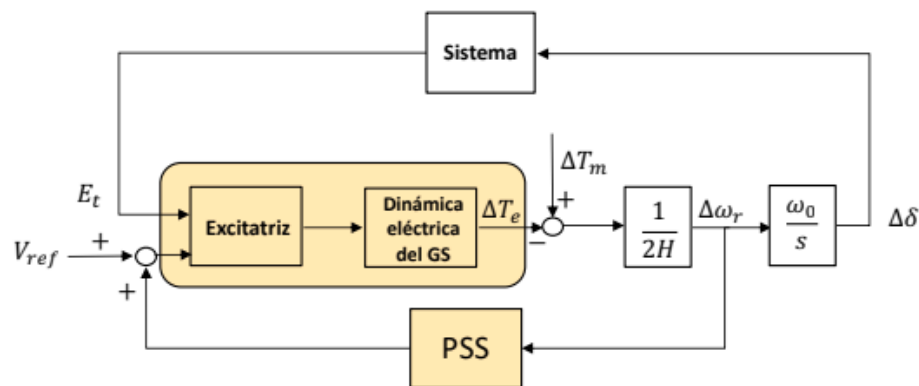 Sistema
ΔT_m
E_t
+
Excitatriz
Dinámica
eléctrica
del GS
ΔT_e
−
1
2H
Δω_r
ω_0
s
Δδ
V_ref
+
+
PSS